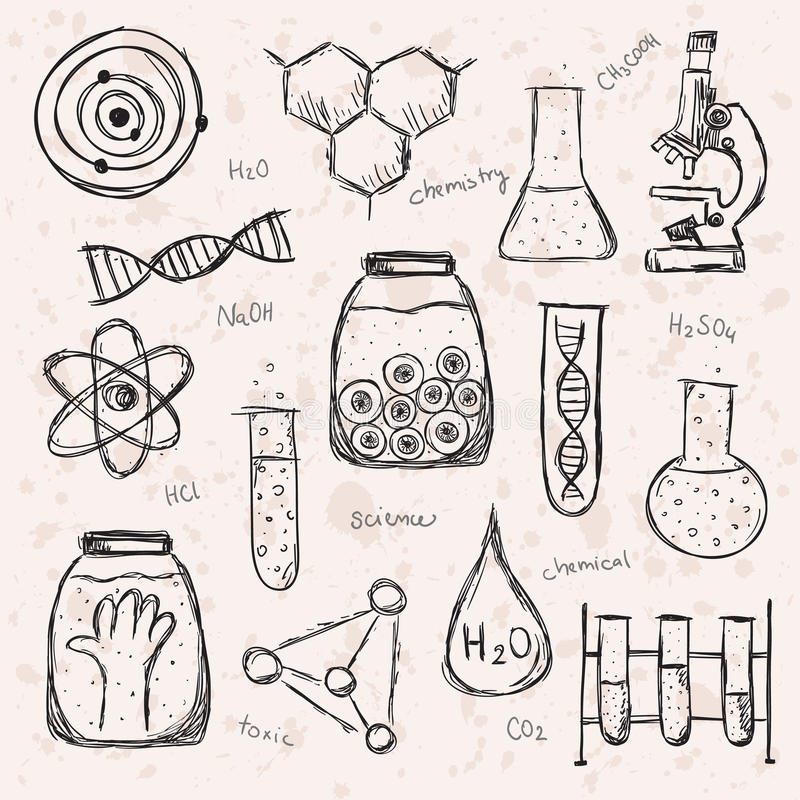 CH₃COOH
H₂O
chemistry
NaOH
H₂SO₄
HCl
science
chemical
H₂O
toxic
CO₂